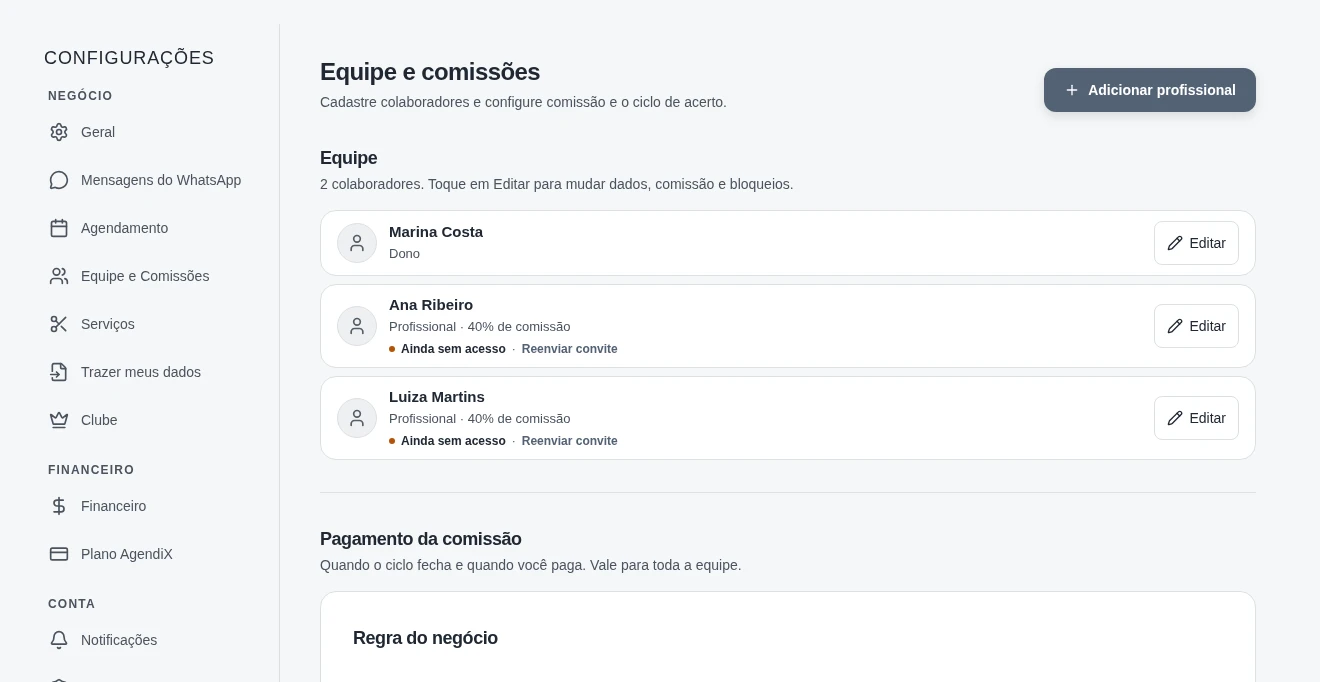 CONFIGURAÇÕES
NEGÓCIO
Geral
Mensagens do WhatsApp
Agendamento
Equipe e Comissões
Serviços
Trazer meus dados
Clube
FINANCEIRO
Financeiro
Plano AgendiX
CONTA
Notificações
Equipe e comissões
Cadastre colaboradores e configure comissão e o ciclo de acerto.
Adicionar profissional
Equipe
2 colaboradores. Toque em Editar para mudar dados, comissão e bloqueios.
Marina Costa
Dono
Editar
Ana Ribeiro
Profissional · 40% de comissão
Ainda sem acesso · Reenviar convite
Editar
Luiza Martins
Profissional · 40% de comissão
Ainda sem acesso · Reenviar convite
Editar
Pagamento da comissão
Quando o ciclo fecha e quando você paga. Vale para toda a equipe.
Regra do negócio